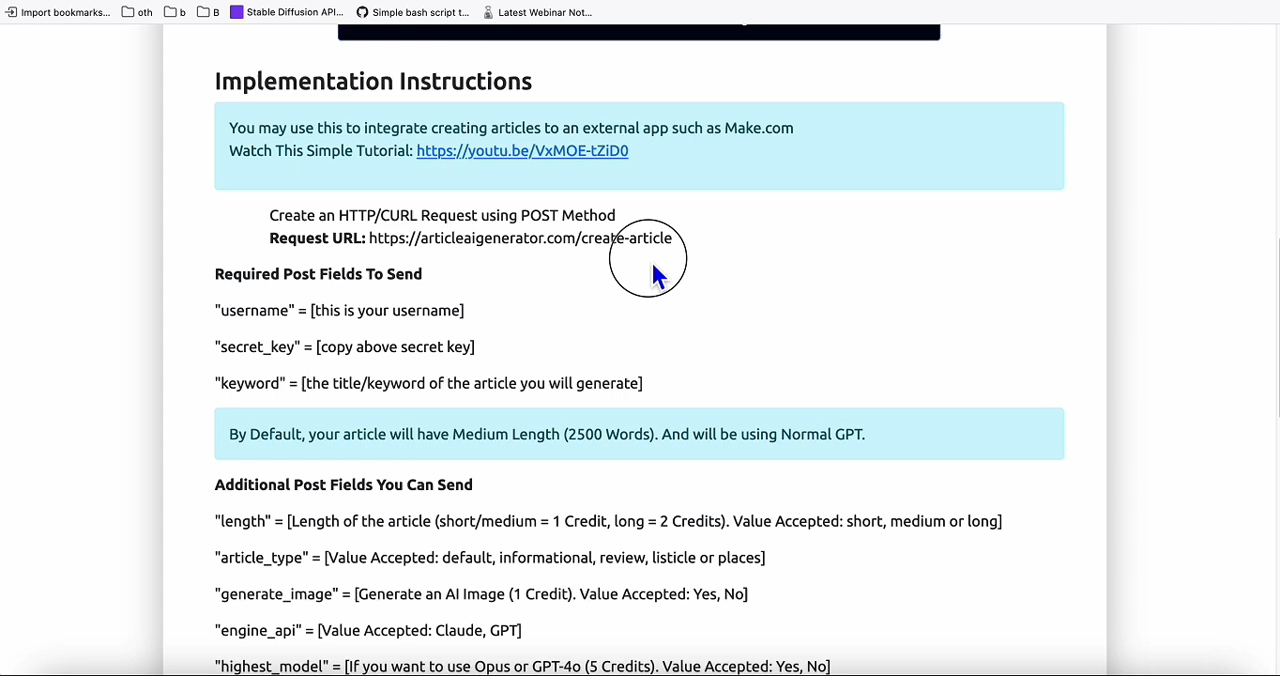 Import bookmarks... oth b B Stable Diffusion API... Simple bash script t... Latest Webinar Not...
Implementation Instructions
You may use this to integrate creating articles to an external app such as Make.com
Watch This Simple Tutorial: https://youtu.be/VxMOE-tZiD0
Create an HTTP/CURL Request using POST Method
Request URL: https://articleaigenerator.com/create-article
Required Post Fields To Send
"username" = [this is your username]
"secret_key" = [copy above secret key]
"keyword" = [the title/keyword of the article you will generate]
By Default, your article will have Medium Length (2500 Words). And will be using Normal GPT.
Additional Post Fields You Can Send
"length" = [Length of the article (short/medium = 1 Credit, long = 2 Credits). Value Accepted: short, medium or long]
"article_type" = [Value Accepted: default, informational, review, listicle or places]
"generate_image" = [Generate an AI Image (1 Credit). Value Accepted: Yes, No]
"engine_api" = [Value Accepted: Claude, GPT]
"highest_model" = [If you want to use Opus or GPT-4o (5 Credits). Value Accepted: Yes, No]